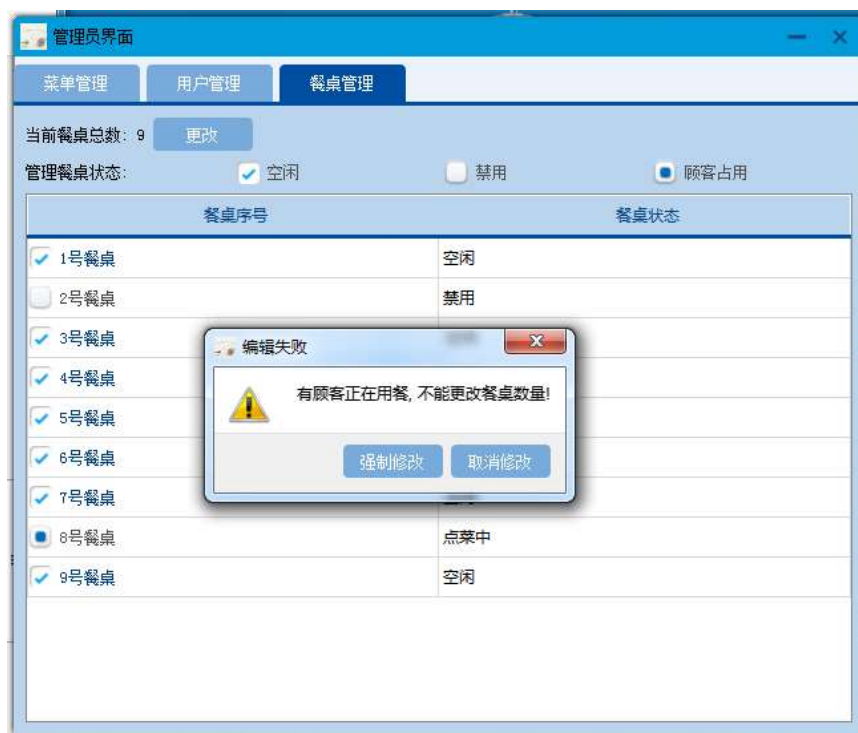 管理员界面
菜单管理 用户管理 餐桌管理
当前餐桌总数: 9 更改
管理餐桌状态: 空闲 禁用 顾客占用
餐桌序号 餐桌状态
1号餐桌 空闲
2号餐桌 禁用
3号餐桌
编辑失败
4号餐桌
有顾客正在用餐, 不能更改餐桌数量!
5号餐桌
6号餐桌
强制修改 取消修改
7号餐桌
8号餐桌 点菜中
9号餐桌 空闲